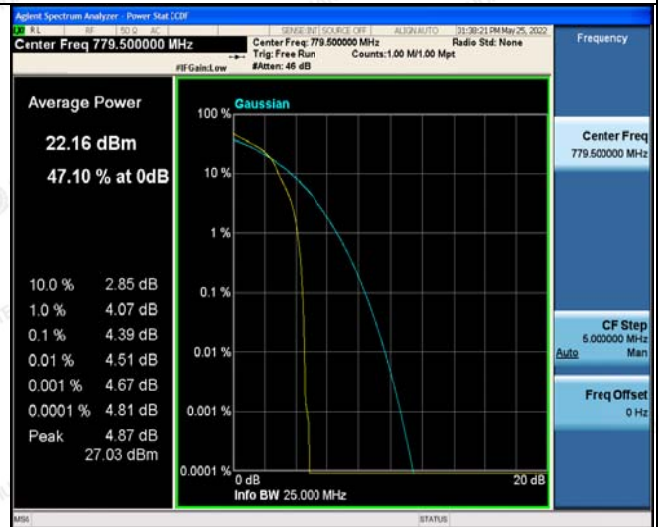 Agilent Spectrum Analyzer - Power Stat CCDF
RL RF 50 Ω AC SENSE:INT SOURCE OFF ALIGN AUTO 01:38:21 PM May 25, 2022
Center Freq 779.500000 MHz
Center Freq: 779.500000 MHz Radio Std: None
Trig: Free Run Counts:1.00 M/1.00 Mpt
#IFGain:Low #Atten: 46 dB
Frequency
Average Power
22.16 dBm
47.10 % at 0dB
10.0 % 2.85 dB
1.0 % 4.07 dB
0.1 % 4.39 dB
0.01 % 4.51 dB
0.001 % 4.67 dB
0.0001 % 4.81 dB
Peak 4.87 dB
27.03 dBm
Gaussian
100 %
10 %
1 %
0.1 %
0.01 %
0.001 %
0.0001 %
0 dB 20 dB
Info BW 25.000 MHz
Center Freq
779.500000 MHz
CF Step
5.000000 MHz
Auto Man
Freq Offset
0 Hz
MSG STATUS